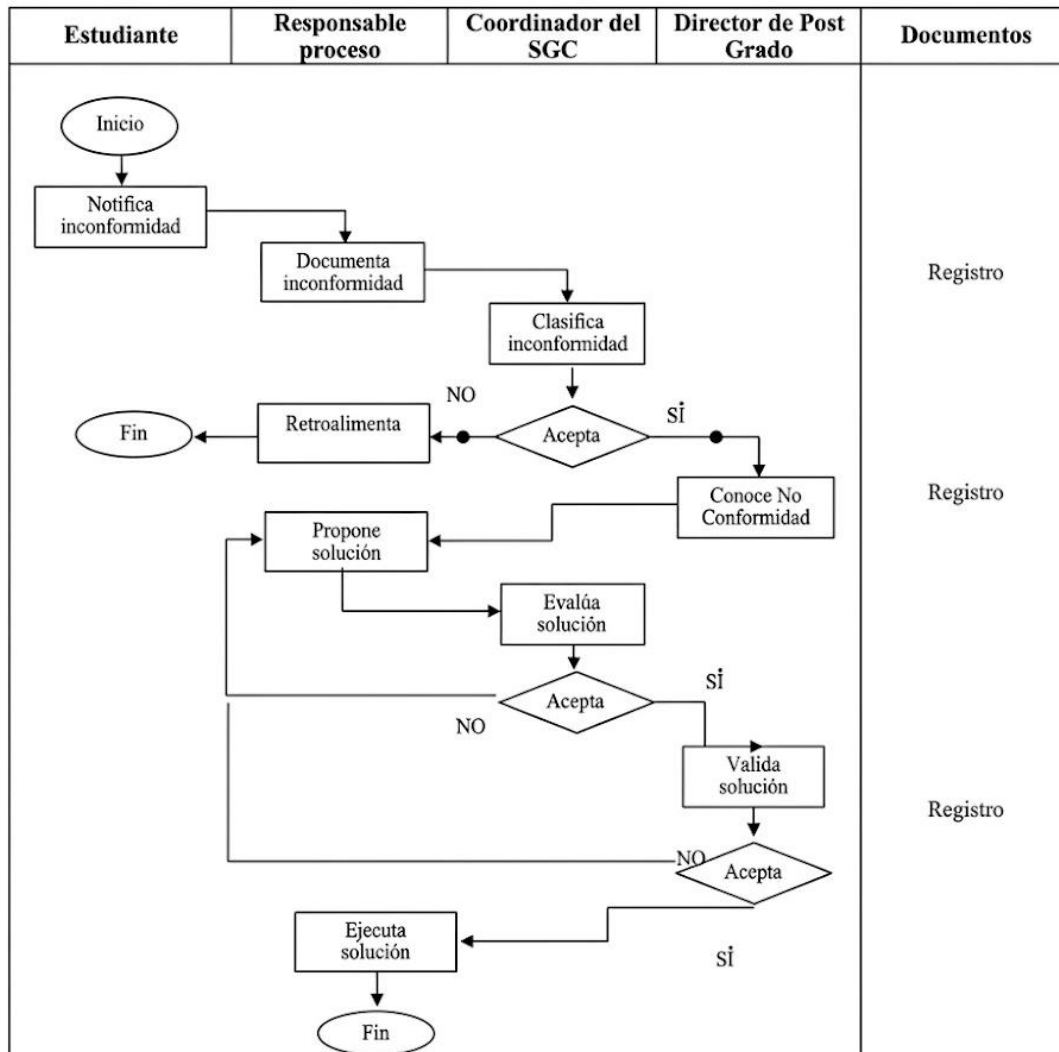 Estudiante
Responsable
proceso
Coordinador del
SGC
Director de Post
Grado
Documentos
Inicio
Notifica
inconformidad
Documenta
inconformidad
Registro
Clasifica
inconformidad
NO
SÍ
Fin
Retroalimenta
Acepta
Conoce No
Conformidad
Registro
Propone
solución
Evalúa
solución
SÍ
Acepta
NO
Valida
solución
Registro
NO
Acepta
Ejecuta
solución
SÍ
Fin